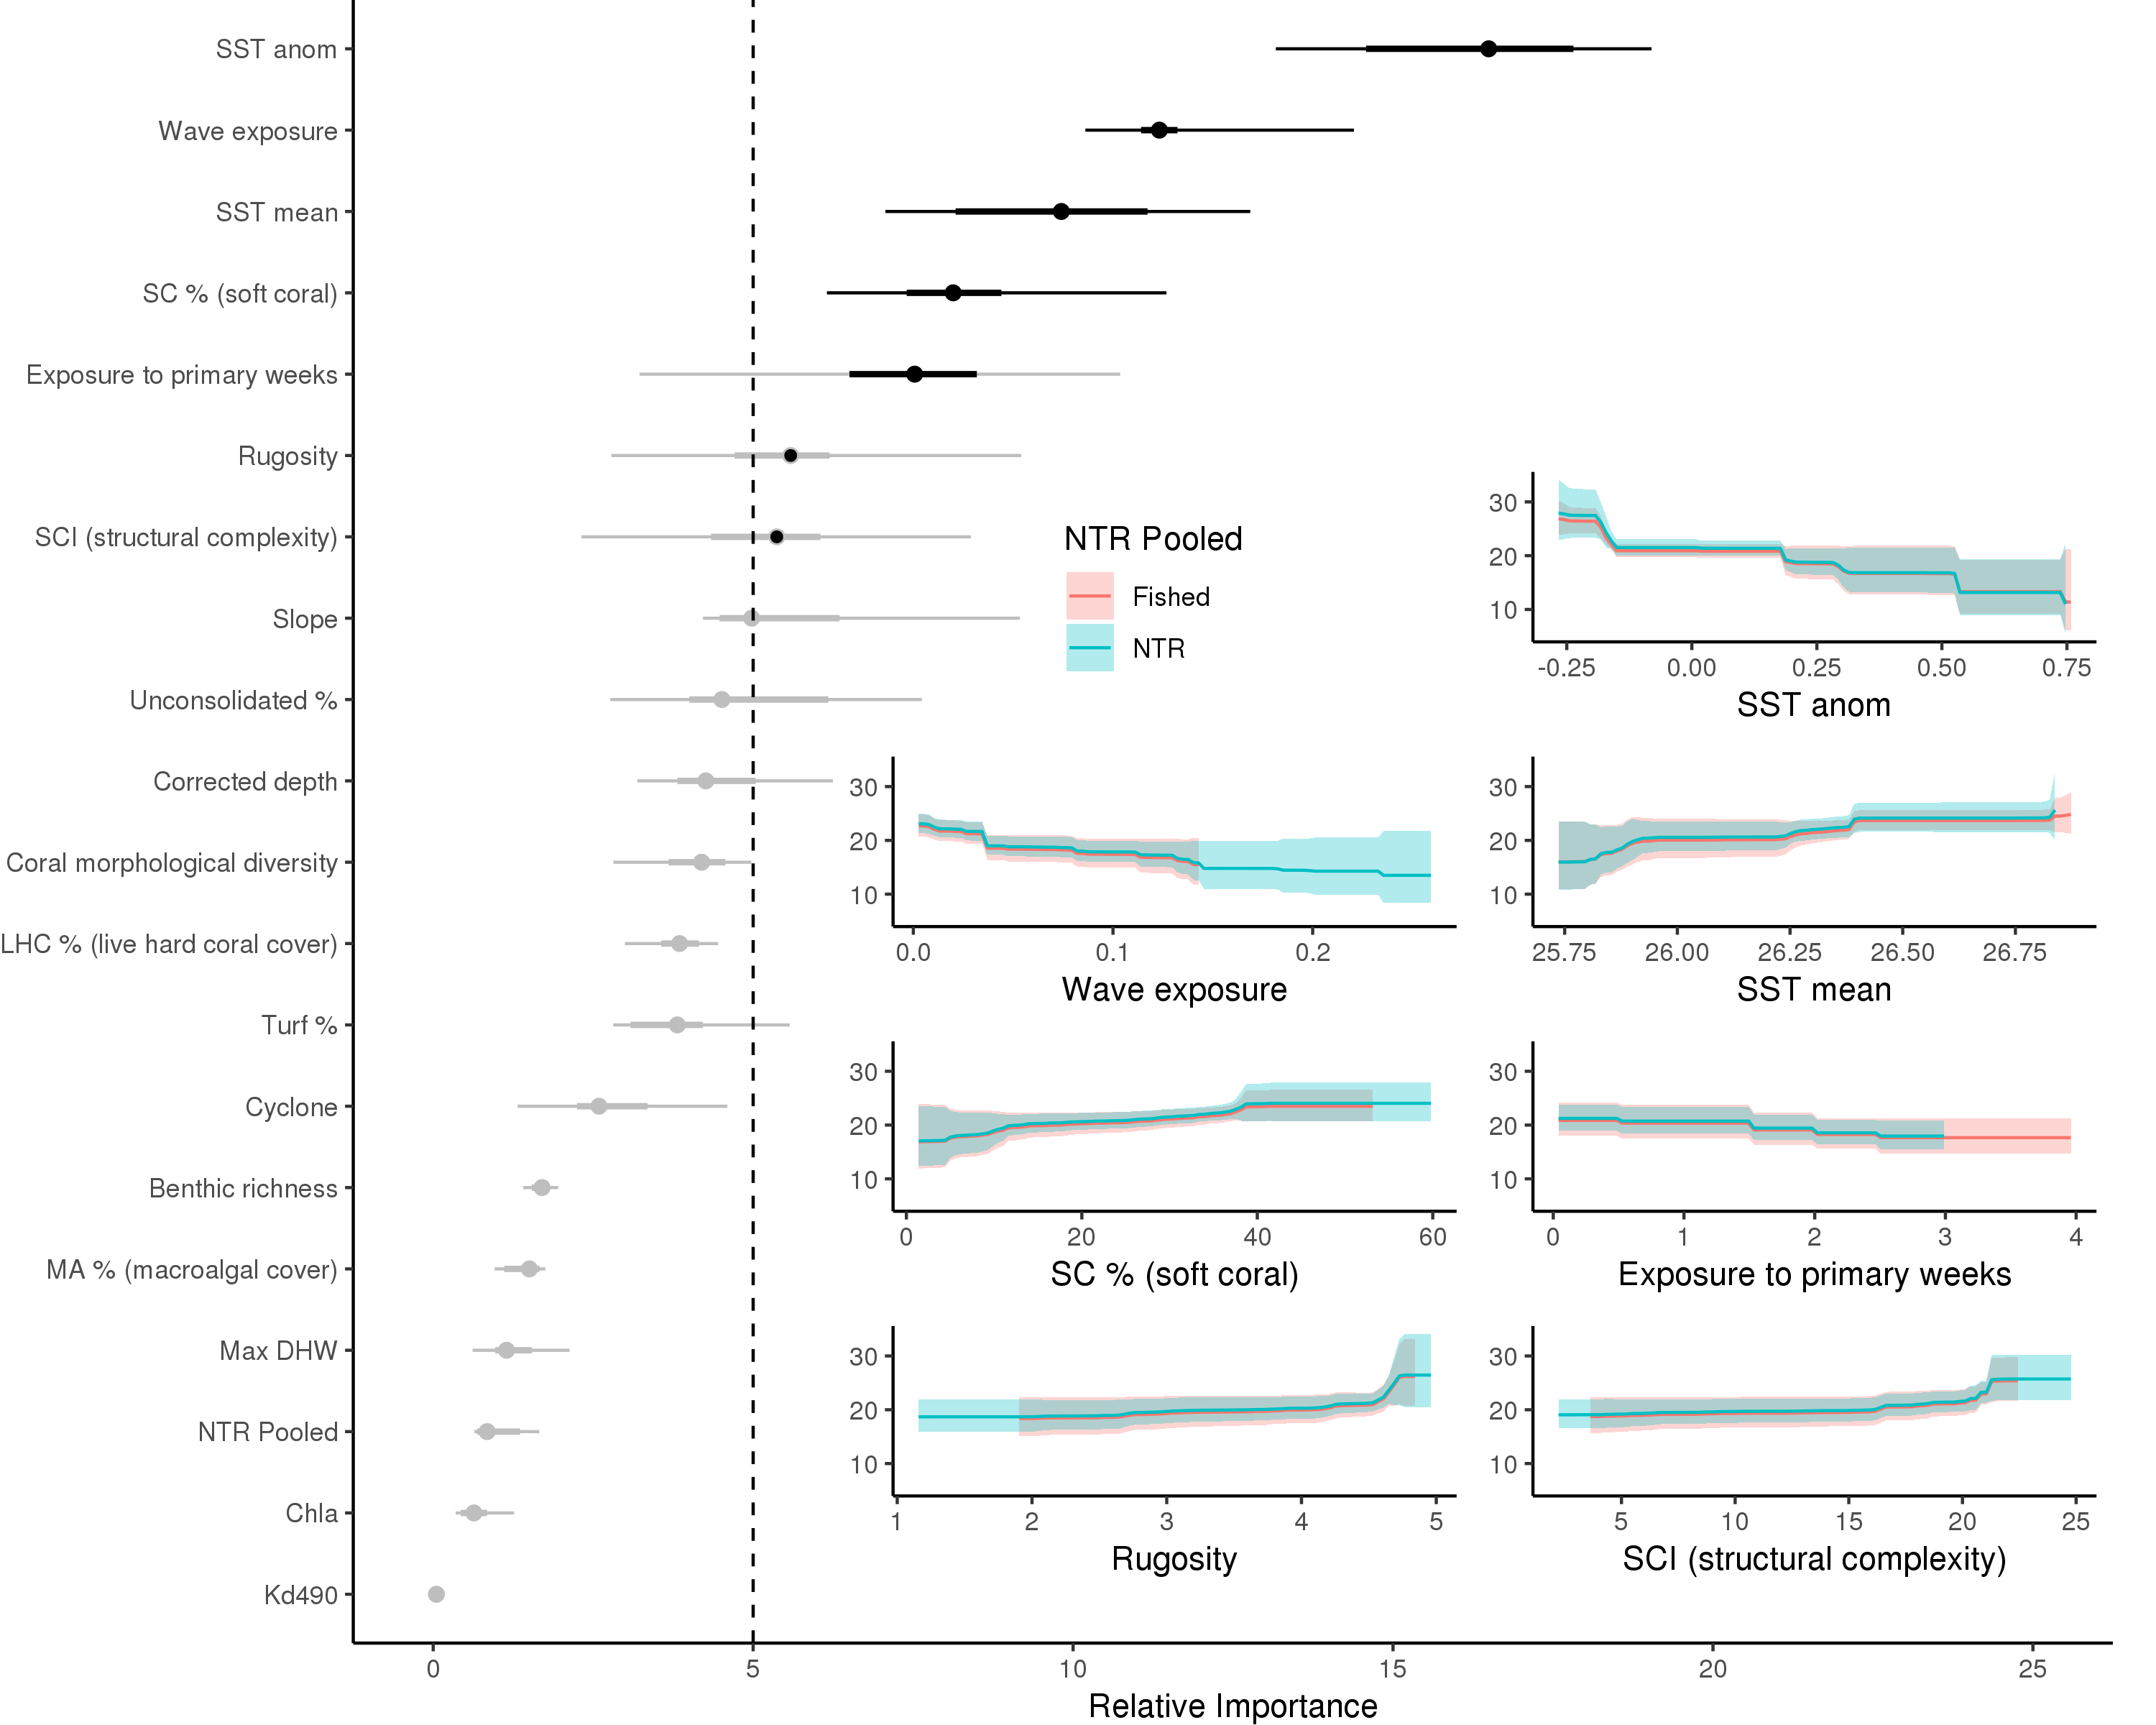 SST anom
Wave exposure
SST mean
SC % (soft coral)
Exposure to primary weeks
Rugosity
SCI (structural complexity)
Slope
Unconsolidated %
Corrected depth
Coral morphological diversity
LHC % (live hard coral cover)
Turf %
Cyclone
Benthic richness
MA % (macroalgal cover)
Max DHW
NTR Pooled
Chla
Kd490
0 5 10 15 20 25
Relative Importance
NTR Pooled
Fished
NTR
30
20
10
-0.25 0.00 0.25 0.50 0.75
SST anom
30
20
10
0.0 0.1 0.2
Wave exposure
30
20
10
25.75 26.00 26.25 26.50 26.75
SST mean
30
20
10
0 20 40 60
SC % (soft coral)
30
20
10
0 1 2 3 4
Exposure to primary weeks
30
20
10
1 2 3 4 5
Rugosity
30
20
10
5 10 15 20 25
SCI (structural complexity)